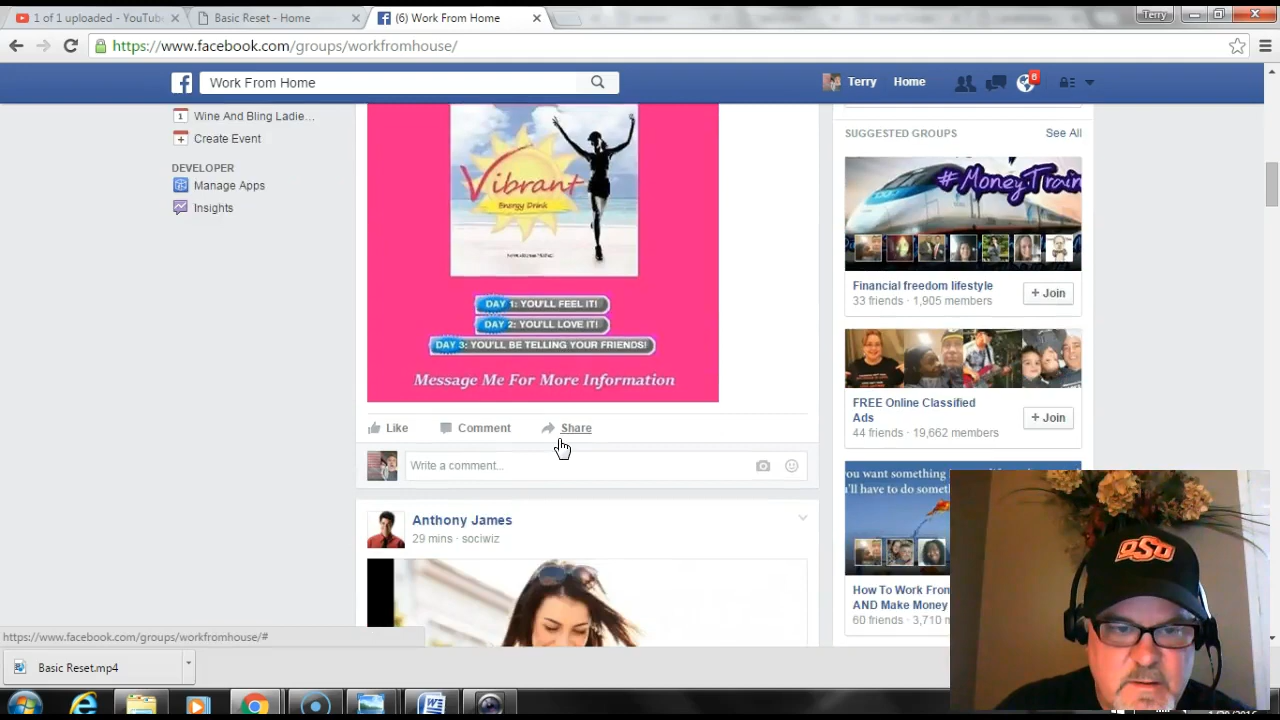 1 of 1 uploaded - YouTube
Basic Reset - Home
(6) Work From Home
Terry
https://www.facebook.com/groups/workfromhouse/
Work From Home
Terry
Home
6
Wine And Bling Ladie...
Create Event
DEVELOPER
Manage Apps
Insights
Vibrant
Energy Drink
DAY 1: YOU'LL FEEL IT!
DAY 2: YOU'LL LOVE IT!
DAY 3: YOU'LL BE TELLING YOUR FRIENDS!
Message Me For More Information
Like
Comment
Share
Write a comment...
Anthony James
29 mins · sociwiz
SUGGESTED GROUPS
See All
#MoneyTrain
Financial freedom lifestyle
33 friends · 1,905 members
+ Join
FREE Online Classified
Ads
44 friends · 19,662 members
+ Join
you want something
'll have to do
How To Work
AND Make Money
60 friends · 3,710
OSU
https://www.facebook.com/groups/workfromhouse/#
Basic Reset.mp4